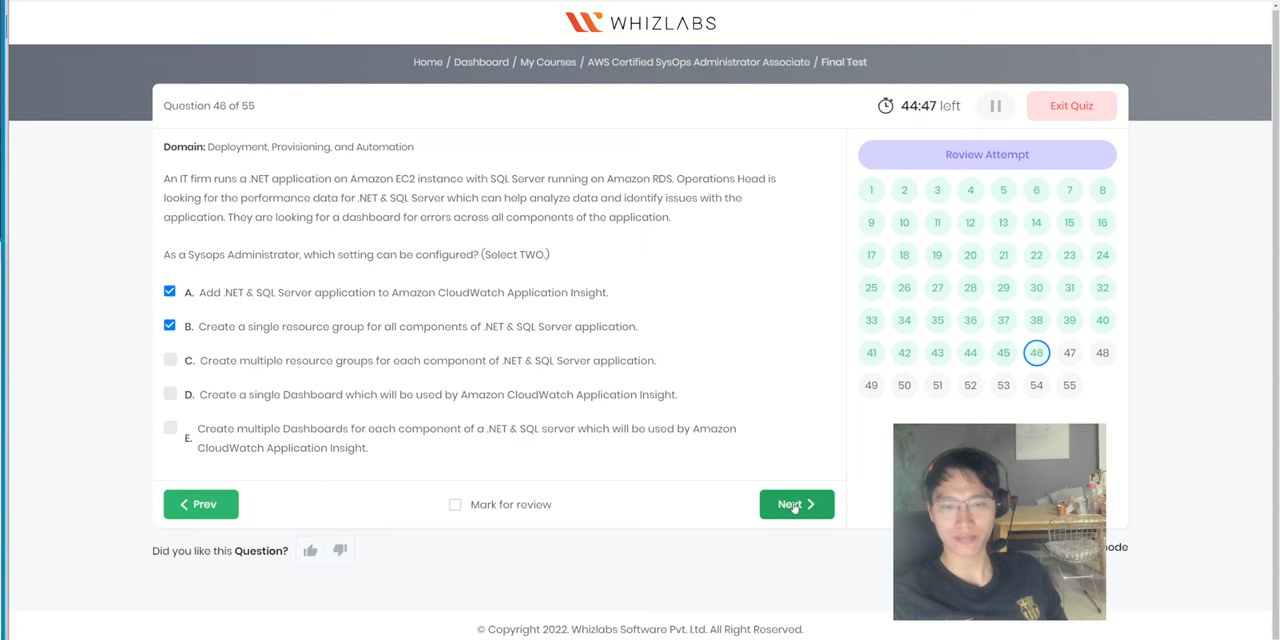 WHIZLABS
Home / Dashboard / My Courses / AWS Certified SysOps Administrator Associate / Final Test
Question 46 of 55
44:47 left
Exit Quiz
Domain: Deployment, Provisioning, and Automation
An IT firm runs a .NET application on Amazon EC2 instance with SQL Server running on Amazon RDS. Operations Head is
looking for the performance data for .NET & SQL Server which can help analyze data and identify issues with the
application. They are looking for a dashboard for errors across all components of the application.
As a Sysops Administrator, which setting can be configured? (Select TWO.)
A. Add .NET & SQL Server application to Amazon CloudWatch Application Insight.
B. Create a single resource group for all components of .NET & SQL Server application.
C. Create multiple resource groups for each component of .NET & SQL Server application.
D. Create a single Dashboard which will be used by Amazon CloudWatch Application Insight.
E. Create multiple Dashboards for each component of a .NET & SQL server which will be used by Amazon
CloudWatch Application Insight.
Prev
Mark for review
Next
Review Attempt
1 2 3 4 5 6 7 8
9 10 11 12 13 14 15 16
17 18 19 20 21 22 23 24
25 26 27 28 29 30 31 32
33 34 35 36 37 38 39 40
41 42 43 44 45 46 47 48
49 50 51 52 53 54 55
Did you like this Question?
© Copyright 2022. Whizlabs Software Pvt. Ltd. All Right Reserved.